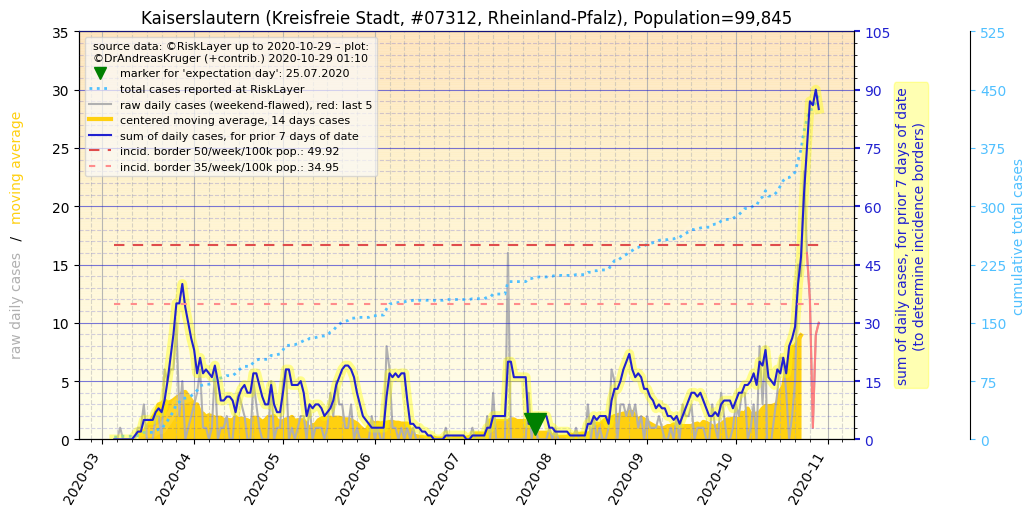 Kaiserslautern (Kreisfreie Stadt, #07312, Rheinland-Pfalz), Population=99,845
source data: ©RiskLayer up to 2020-10-29 – plot:
©DrAndreasKruger (+contrib.) 2020-10-29 01:10
marker for 'expectation day': 25.07.2020
total cases reported at RiskLayer
raw daily cases (weekend-flawed), red: last 5
centered moving average, 14 days cases
sum of daily cases, for prior 7 days of date
incid. border 50/week/100k pop.: 49.92
incid. border 35/week/100k pop.: 34.95
raw daily cases / moving average
35
30
25
20
15
10
5
0
2020-03
2020-04
2020-05
2020-06
2020-07
2020-08
2020-09
2020-10
2020-11
105
90
75
60
45
30
15
0
sum of daily cases, for prior 7 days of date
(to determine incidence borders)
525
450
375
300
225
150
75
0
cumulative total cases